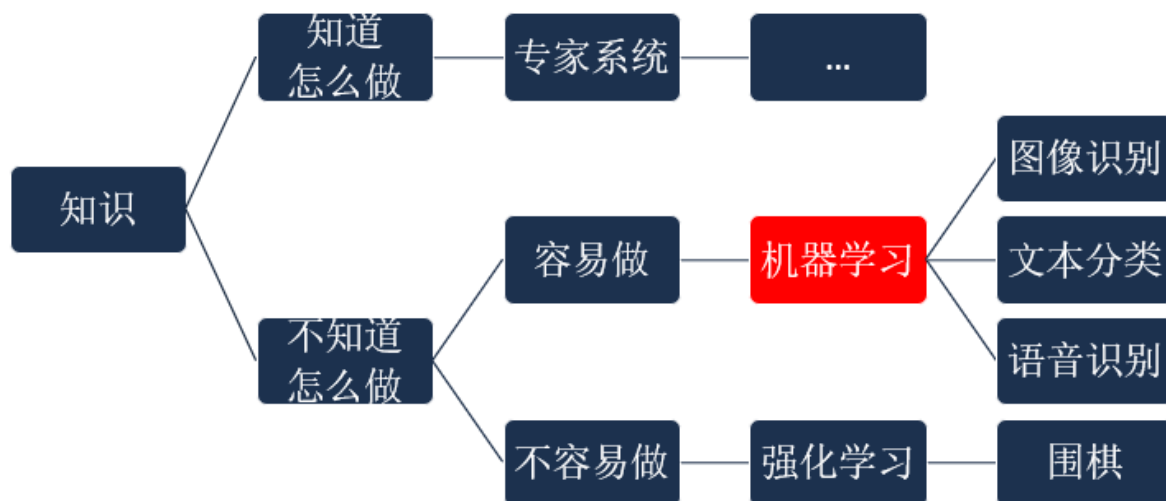 知道
怎么做
专家系统
...
知识
不知道
怎么做
容易做
机器学习
图像识别
文本分类
语音识别
不容易做
强化学习
围棋